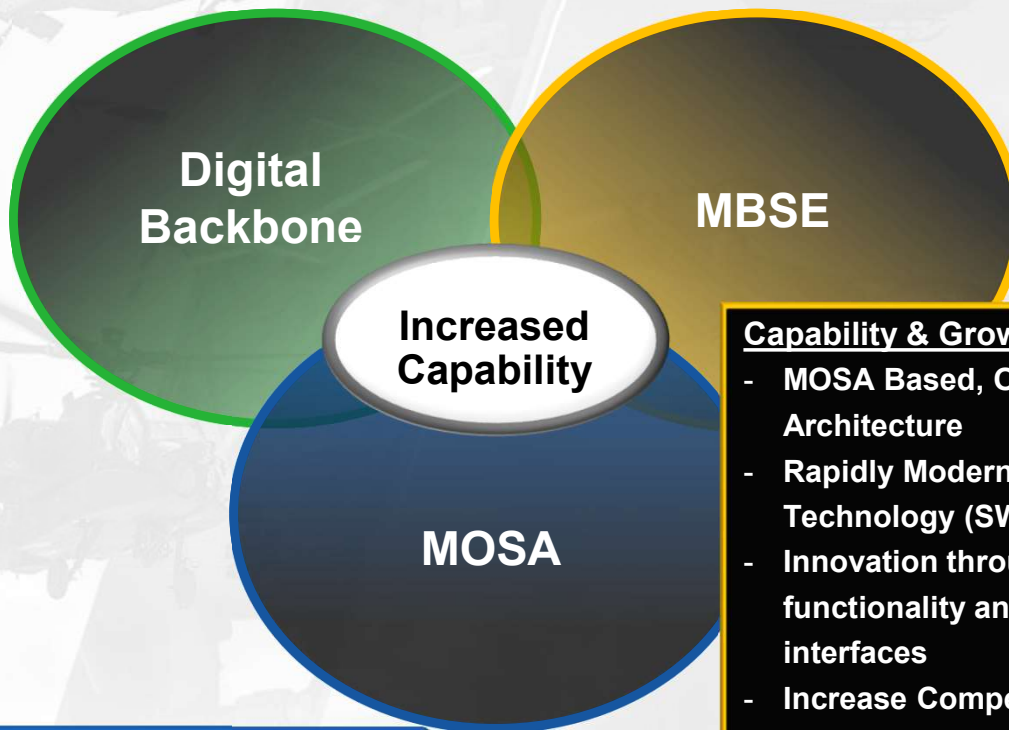 Digital
Backbone
MBSE
Increased
Capability
MOSA
Capability &
- MOSA Based,
Architecture
- Rapidly
Technology
- Innovation
functionality
interfaces
- Increase